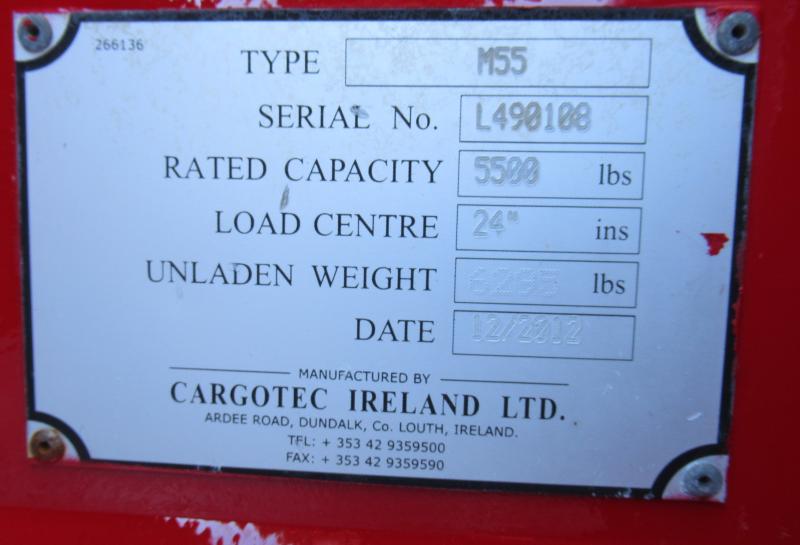 266136
TYPE M55
SERIAL No. L490108
RATED CAPACITY 5500 lbs
LOAD CENTRE 24" ins
UNLADEN WEIGHT 6295 lbs
DATE 12/2012
MANUFACTURED BY
CARGOTEC IRELAND LTD.
ARDEE ROAD, DUNDALK, Co. LOUTH, IRELAND.
TEL: + 353 42 9359500
FAX: + 353 42 9359590